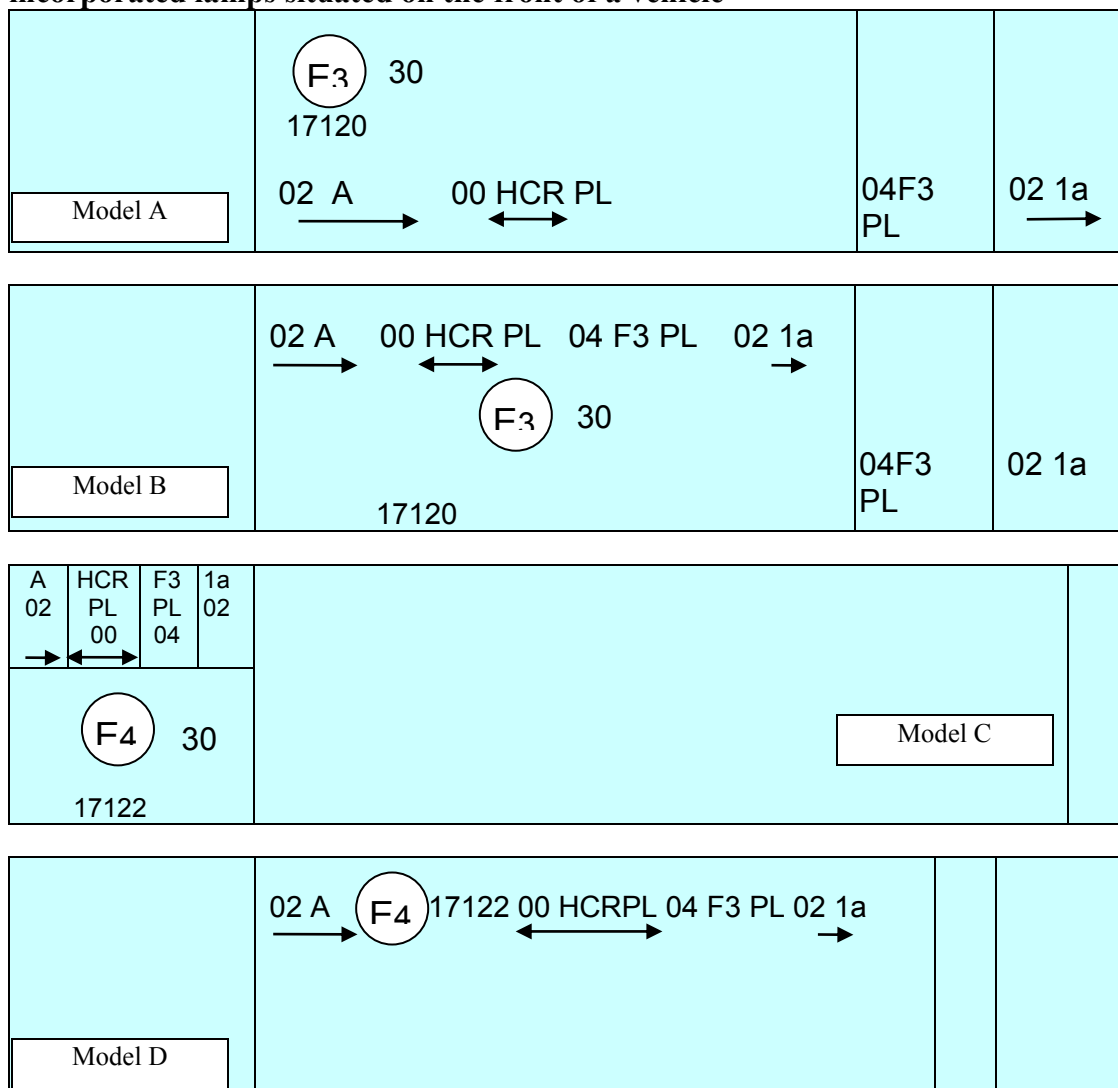 incorporated lamps situated on the front of a vehicle
F3 30
17120
02 A 00 HCR PL
04F3
PL
02 1a
Model A
02 A 00 HCR PL 04 F3 PL 02 1a
F3 30
17120
04F3
PL
02 1a
Model B
A
02
HCR
PL
00
F3
PL
04
1a
02
F4 30
17122
Model C
02 A F4 17122 00 HCRPL 04 F3 PL 02 1a
Model D